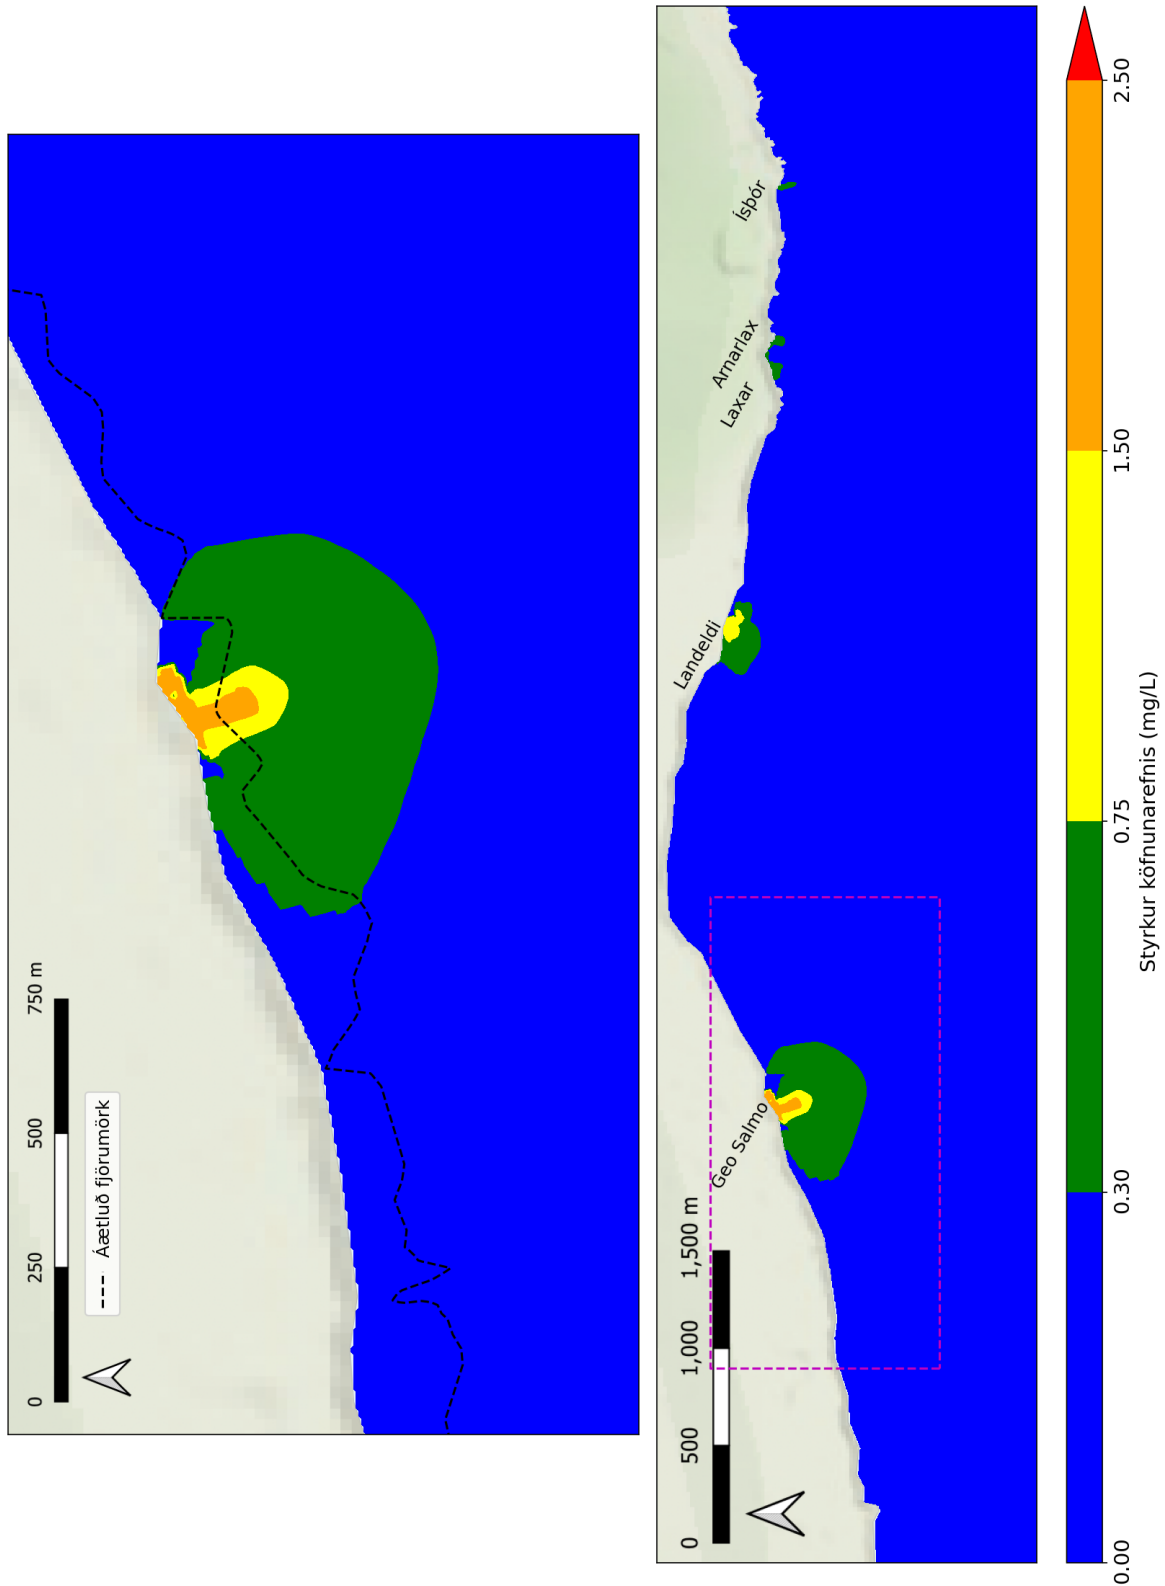 0 250 500 750 m
Áætluð fjörumörk
0 500 1,000 1,500 m
Geo Salmo
Landeldi
Laxar
Arnarlax
Ísþór
0.00 0.30 0.75 1.50 2.50
Styrkur köfnunarefnis (mg/L)